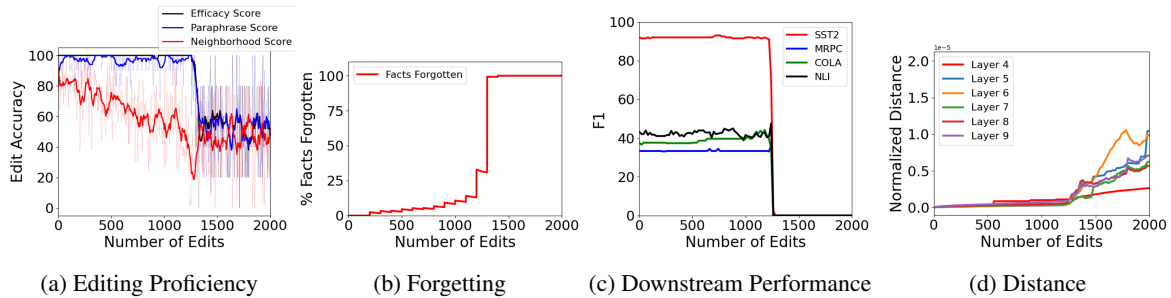 Efficacy Score
Paraphrase Score
Neighborhood Score
100
80
60
40
20
0
Edit Accuracy
0 500 1000 1500 2000
Number of Edits
(a) Editing Proficiency
Facts Forgotten
100
80
60
40
20
0
% Facts Forgotten
0 500 1000 1500 2000
Number of Edits
(b) Forgetting
SST2
MRPC
COLA
NLI
100
80
60
40
20
0
F1
0 500 1000 1500 2000
Number of Edits
(c) Downstream Performance
1e-5
Layer 4
Layer 5
Layer 6
Layer 7
Layer 8
Layer 9
2.0
1.5
1.0
0.5
0.0
Normalized Distance
0 500 1000 1500 2000
Number of Edits
(d) Distance